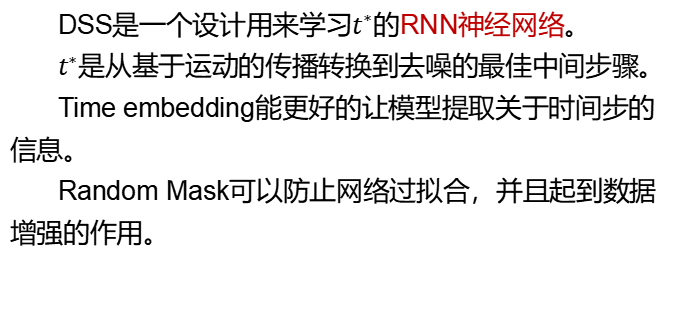 DSS是一个设计用来学习t*的RNN神经网络。
t*是从基于运动的传播转换到去噪的最佳中间步骤。
Time embedding能更好的让模型提取关于时间步的
信息。
Random Mask可以防止网络过拟合，并且起到数据
增强的作用。